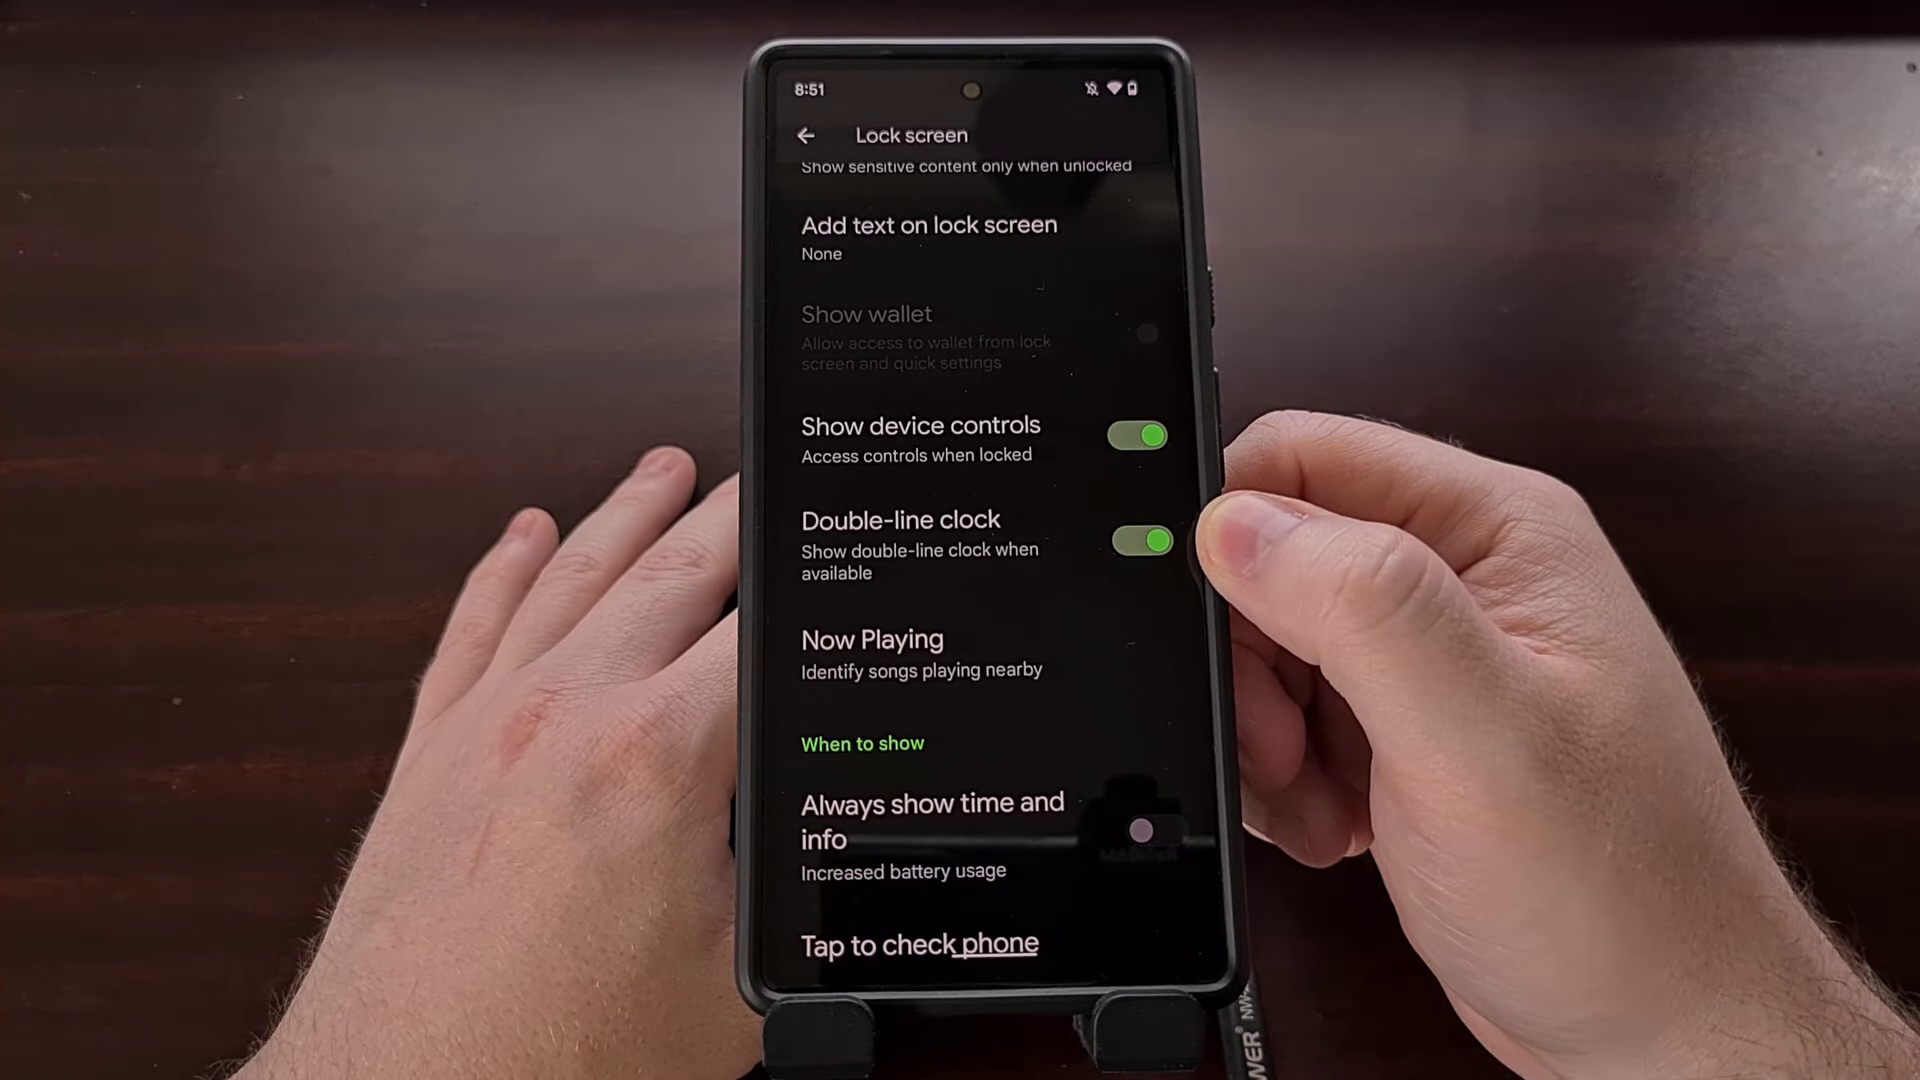 8:51
Lock screen
Show sensitive content only when unlocked
Add text on lock screen
None
Show wallet
Allow access to wallet from lock
screen and quick settings
Show device controls
Access controls when locked
Double-line clock
Show double-line clock when
available
Now Playing
Identify songs playing nearby
When to show
Always show time and
info
Increased battery usage
Tap to check phone